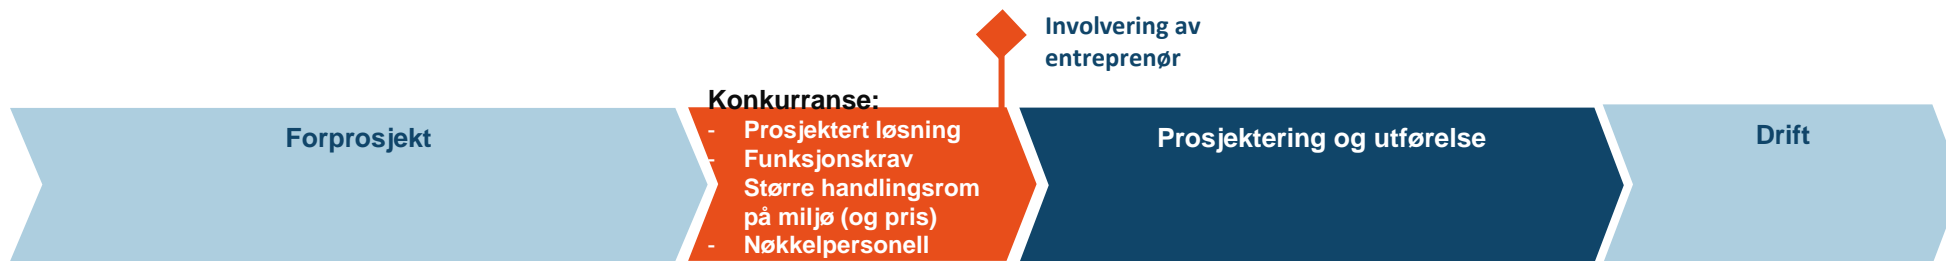 Involvering av
entreprenør
Forprosjekt
Konkurranse:
- Prosjektert løsning
- Funksjonskrav
Større handlingsrom
på miljø (og pris)
- Nøkkelpersonell
Prosjektering og utførelse
Drift